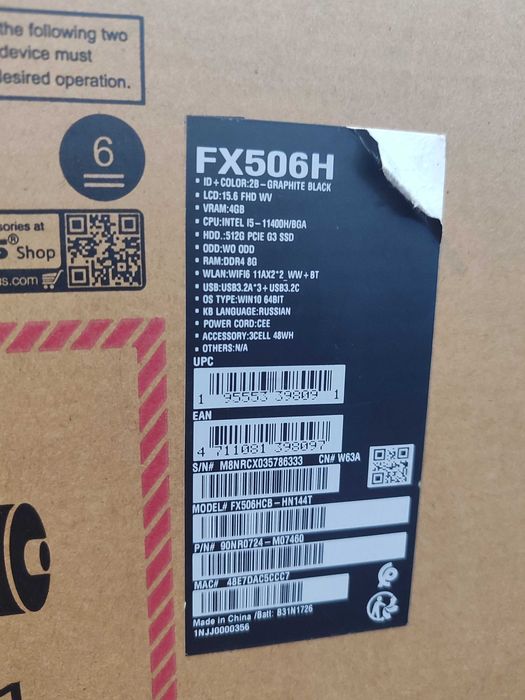 the following two
device must
desired operation.
6
sories at
® Shop
us.com
FX506H
▪ ID+COLOR:2B-GRAPHITE BLACK
▪ LCD:15.6 FHD WV
▪ VRAM:4GB
▪ CPU:INTEL I5-11400H/BGA
▪ HDD.:512G PCIE G3 SSD
▪ ODD:WO ODD
▪ RAM:DDR4 8G
▪ WLAN:WIFI6 11AX2*2_WW+BT
▪ USB:USB3.2A*3+USB3.2C
▪ OS TYPE:WIN10 64BIT
▪ KB LANGUAGE:RUSSIAN
▪ POWER CORD:CEE
▪ ACCESSORY:3CELL 48WH
▪ OTHERS:N/A
UPC
1 95553 39809 1
EAN
4 711081 398097
S/N# M8NRCX035786333 CN# W63A
MODEL# FX506HCB-HN144T
P/N# 90NR0724-M07460
MAC# 48E7DAC5CCC7
Made in China /Batt: B31N1726
1NJJ0000356